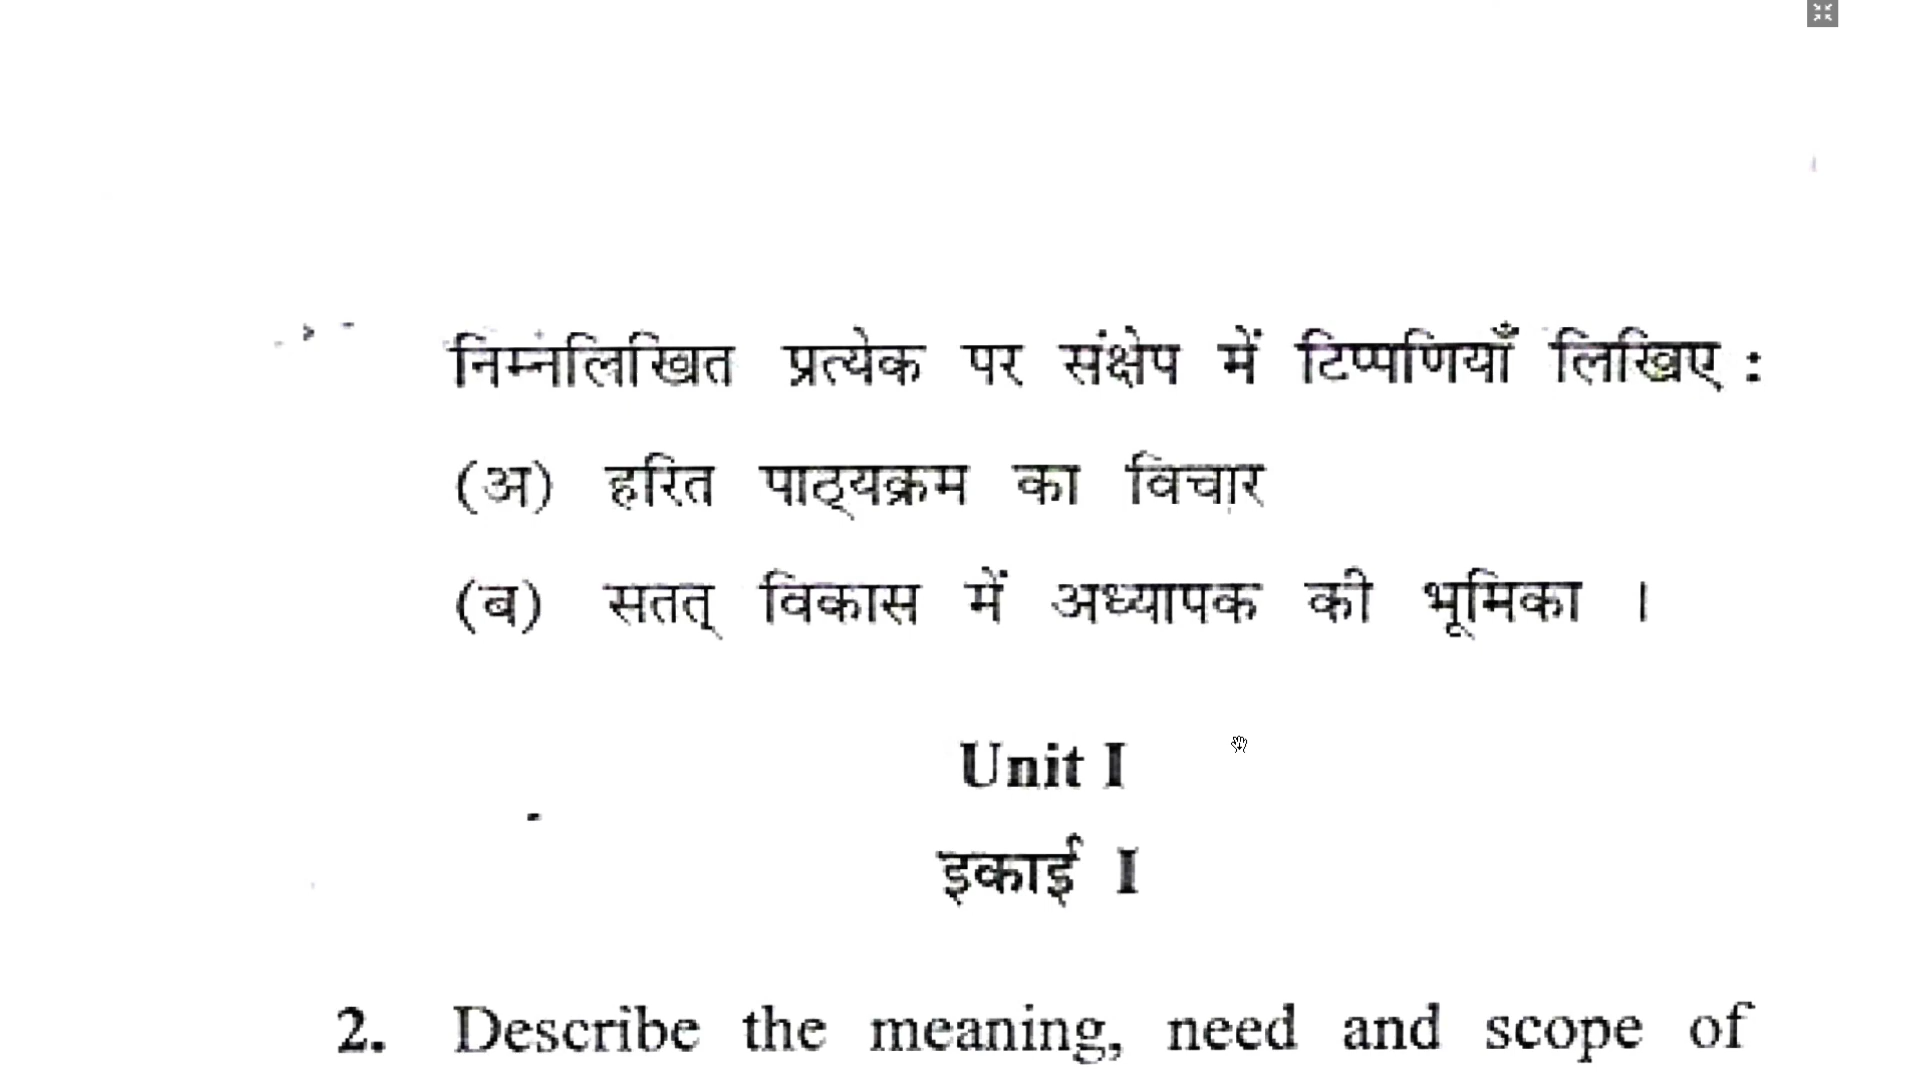 निम्नलिखित प्रत्येक पर संक्षेप में टिप्पणियाँ लिखिए :
(अ) हरित पाठ्यक्रम का विचार
(ब) सतत् विकास में अध्यापक की भूमिका ।
Unit I
इकाई I
2. Describe the meaning, need and scope of